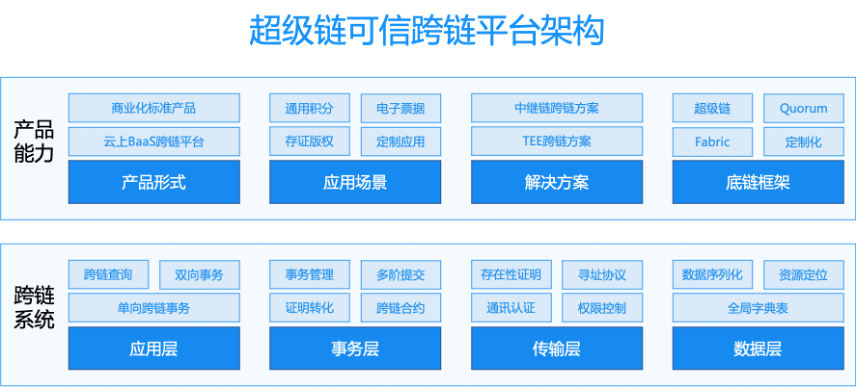 超级链可信跨链平台架构
产品
能力
商业化标准产品
云上BaaS跨链平台
产品形式
通用积分
电子票据
存证版权
定制应用
应用场景
中继链跨链方案
TEE跨链方案
解决方案
超级链
Quorum
Fabric
定制化
底链框架
跨链
系统
跨链查询
双向事务
单向跨链事务
应用层
事务管理
多阶提交
证明转化
跨链合约
事务层
存在性证明
寻址协议
通讯认证
权限控制
传输层
数据序列化
资源定位
全局字典表
数据层